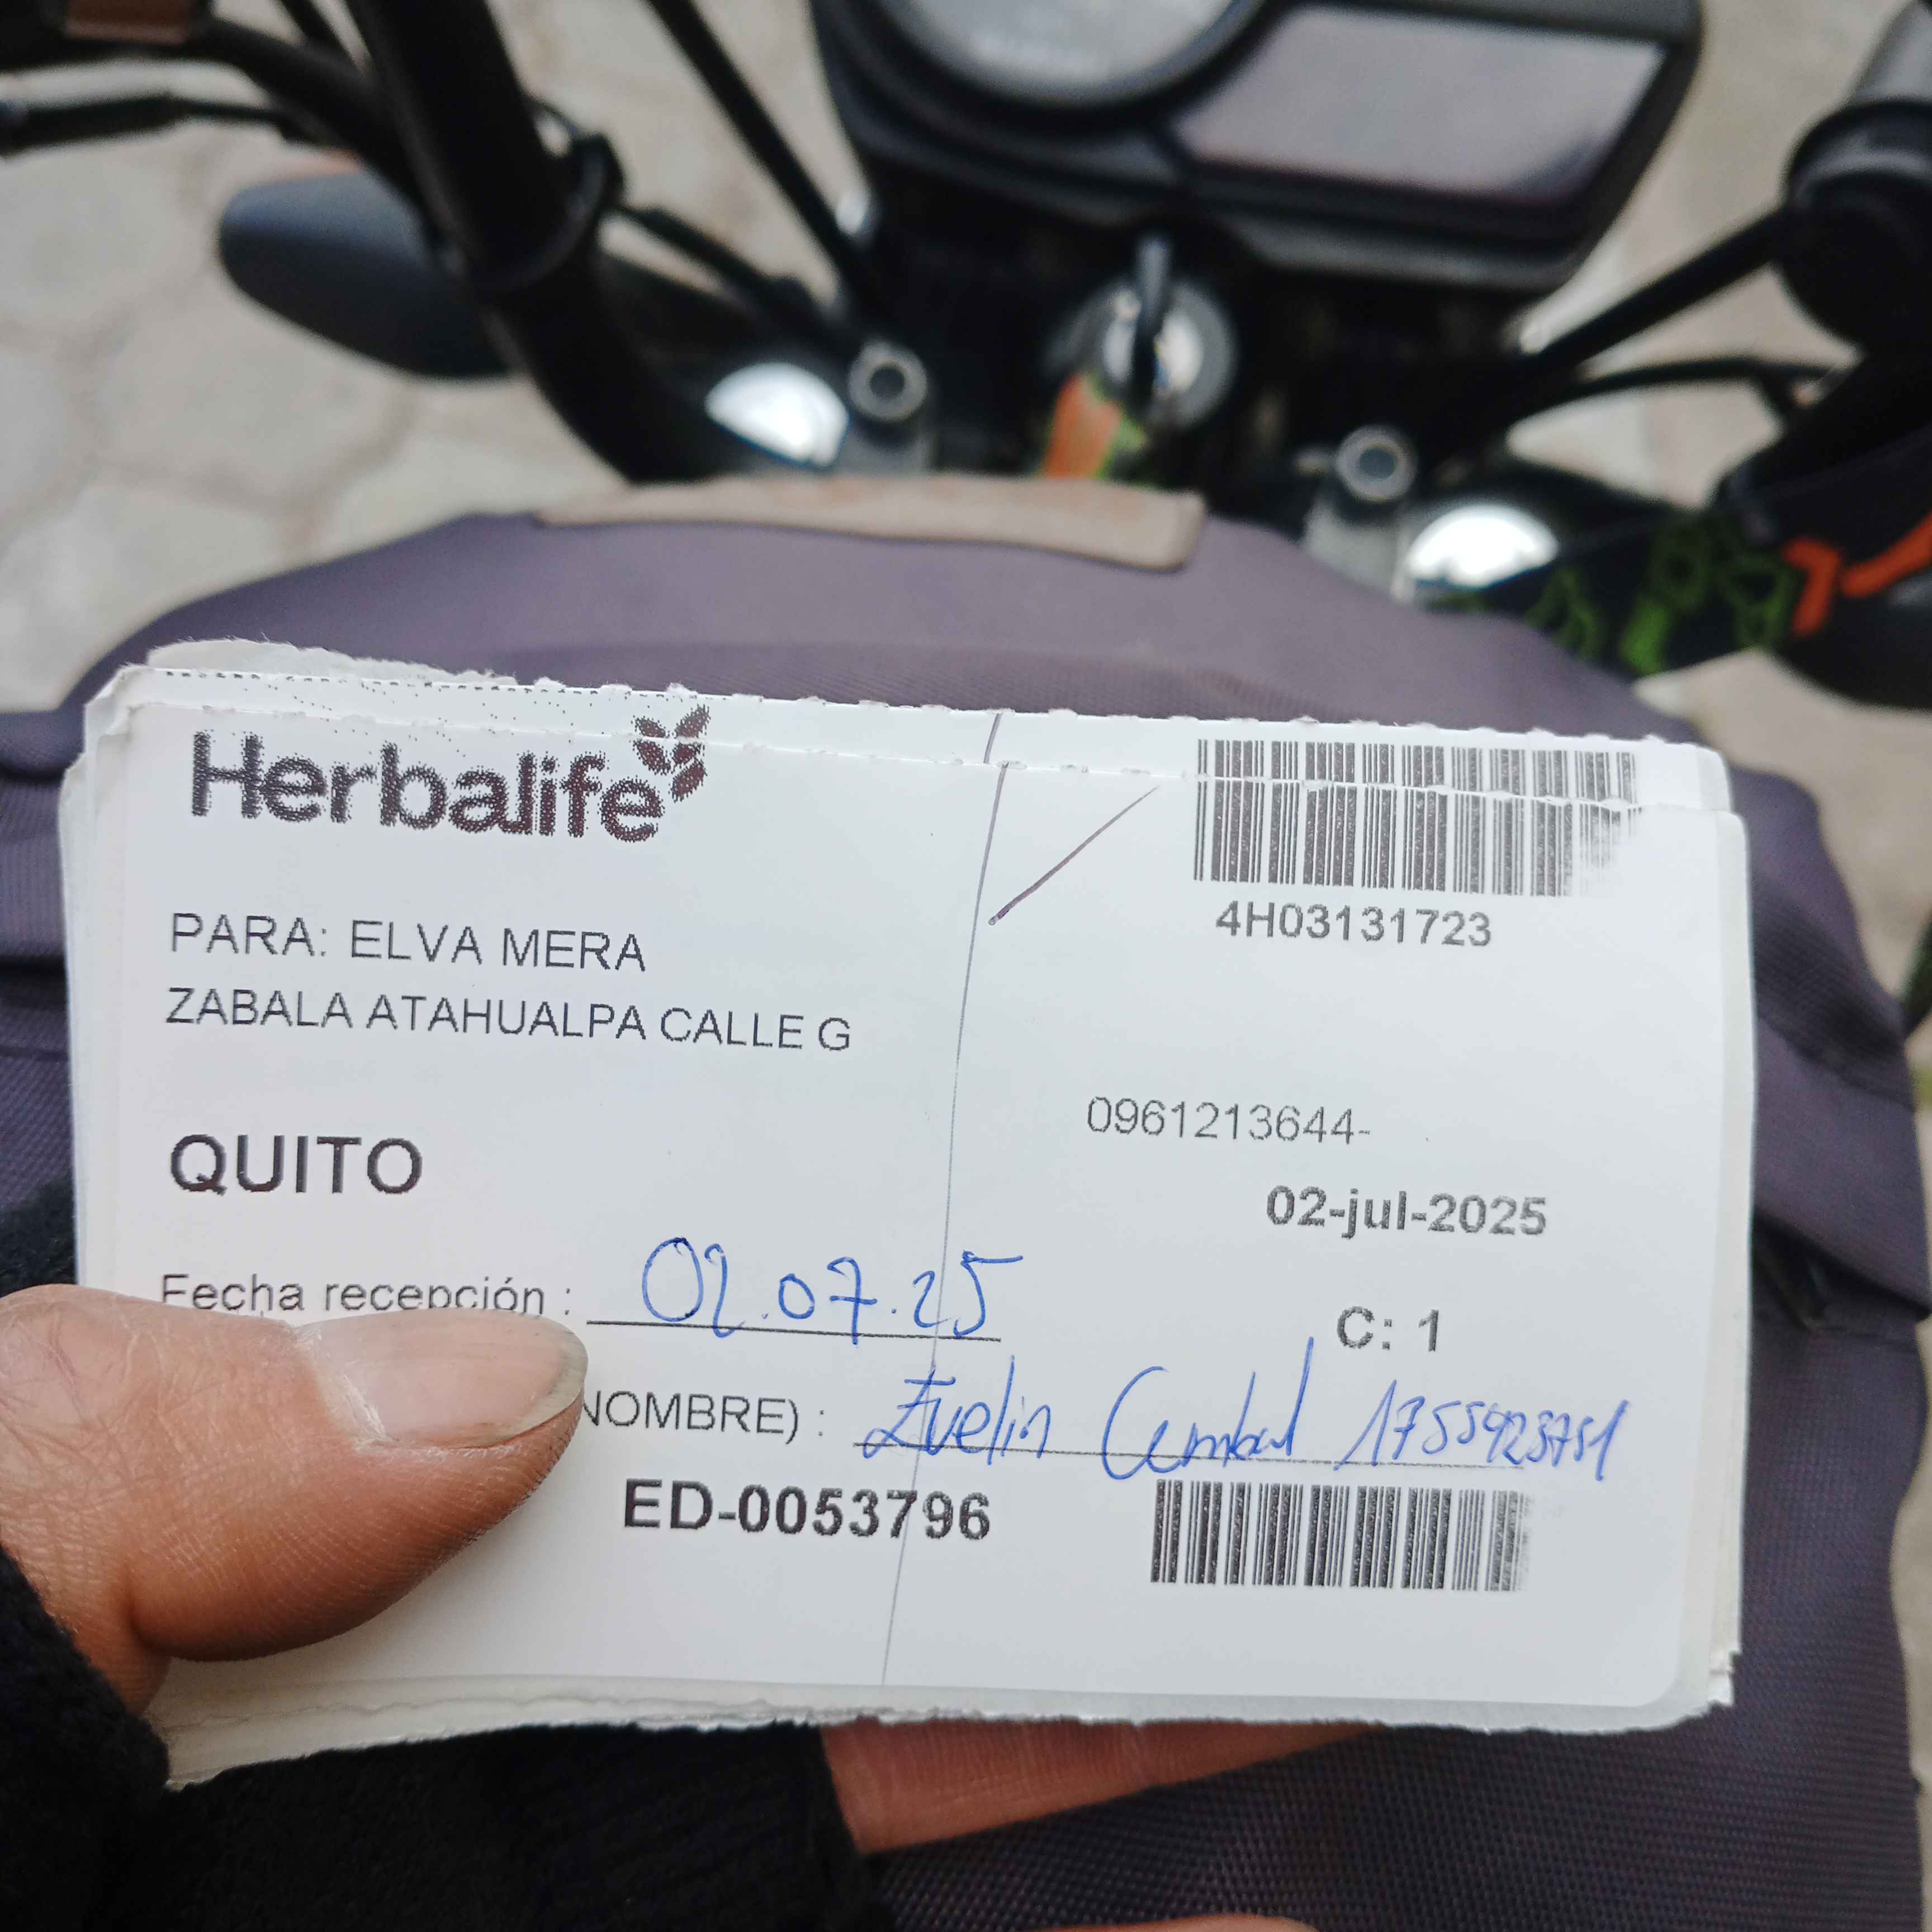 Herbalife
4H03131723
PARA: ELVA MERA
ZABALA ATAHUALPA CALLE G
0961213644-
QUITO
02-jul-2025
Fecha recepción : 02.07.25
C: 1
NOMBRE) : Evelin
ED-0053796